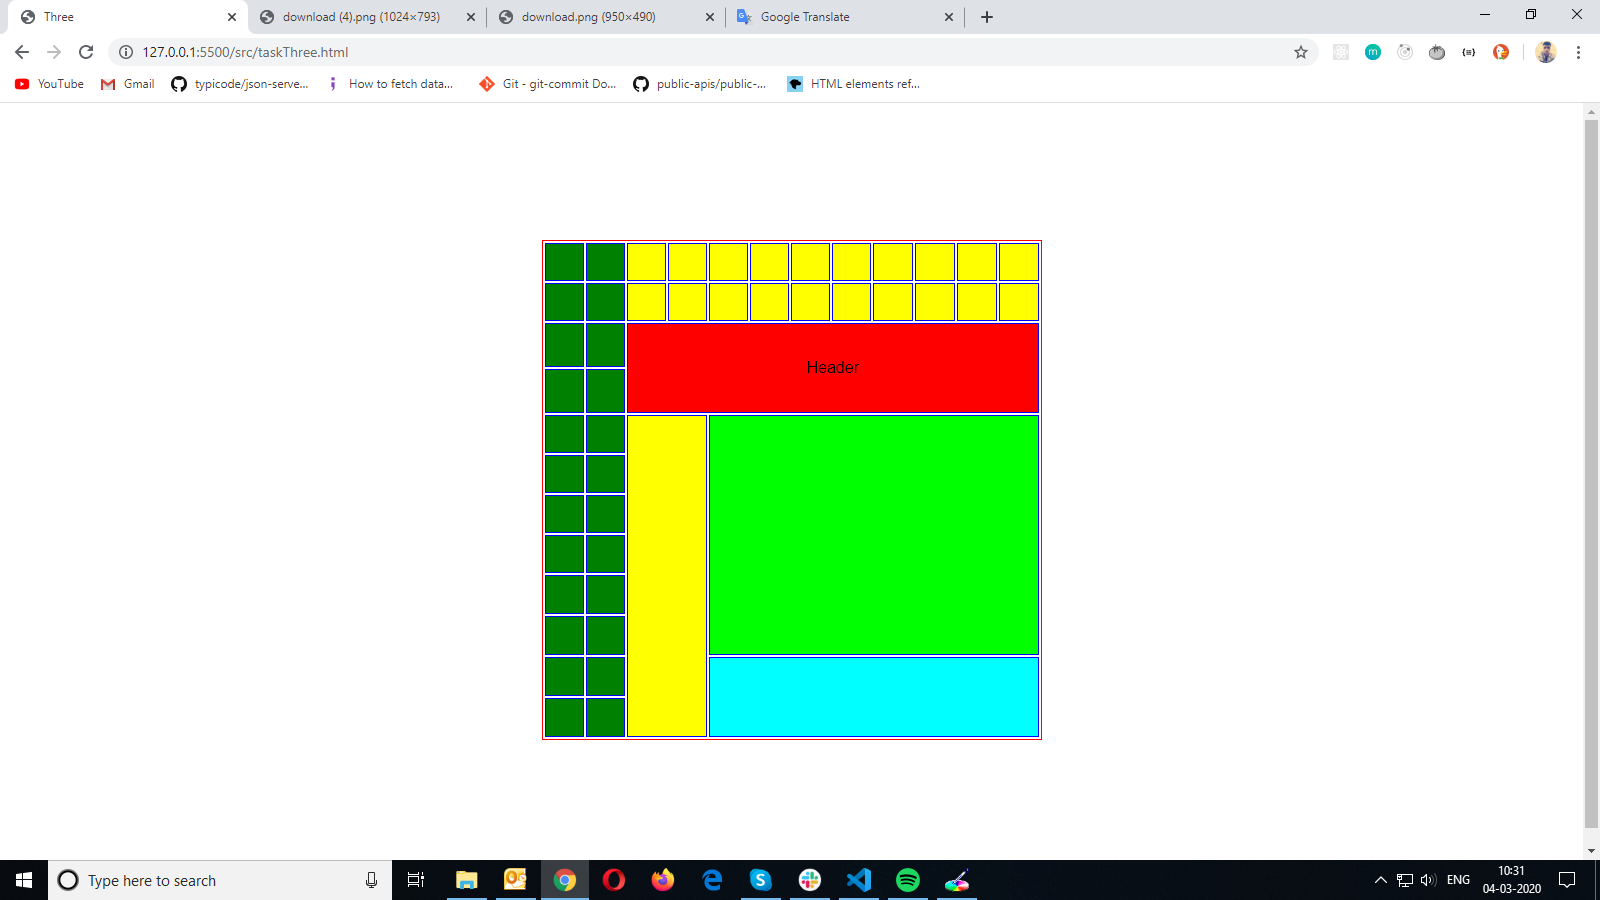 Three
download (4).png (1024×793)
download.png (950×490)
Google Translate
127.0.0.1:5500/src/taskThree.html
YouTube
Gmail
typicode/json-serve...
How to fetch data...
Git - git-commit Do...
public-apis/public-...
HTML elements ref...
Header
Type here to search
ENG
10:31
04-03-2020